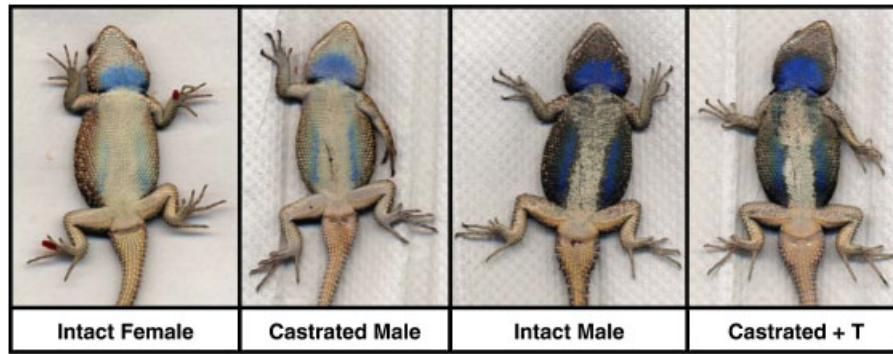 Intact Female
Castrated Male
Intact Male
Castrated + T